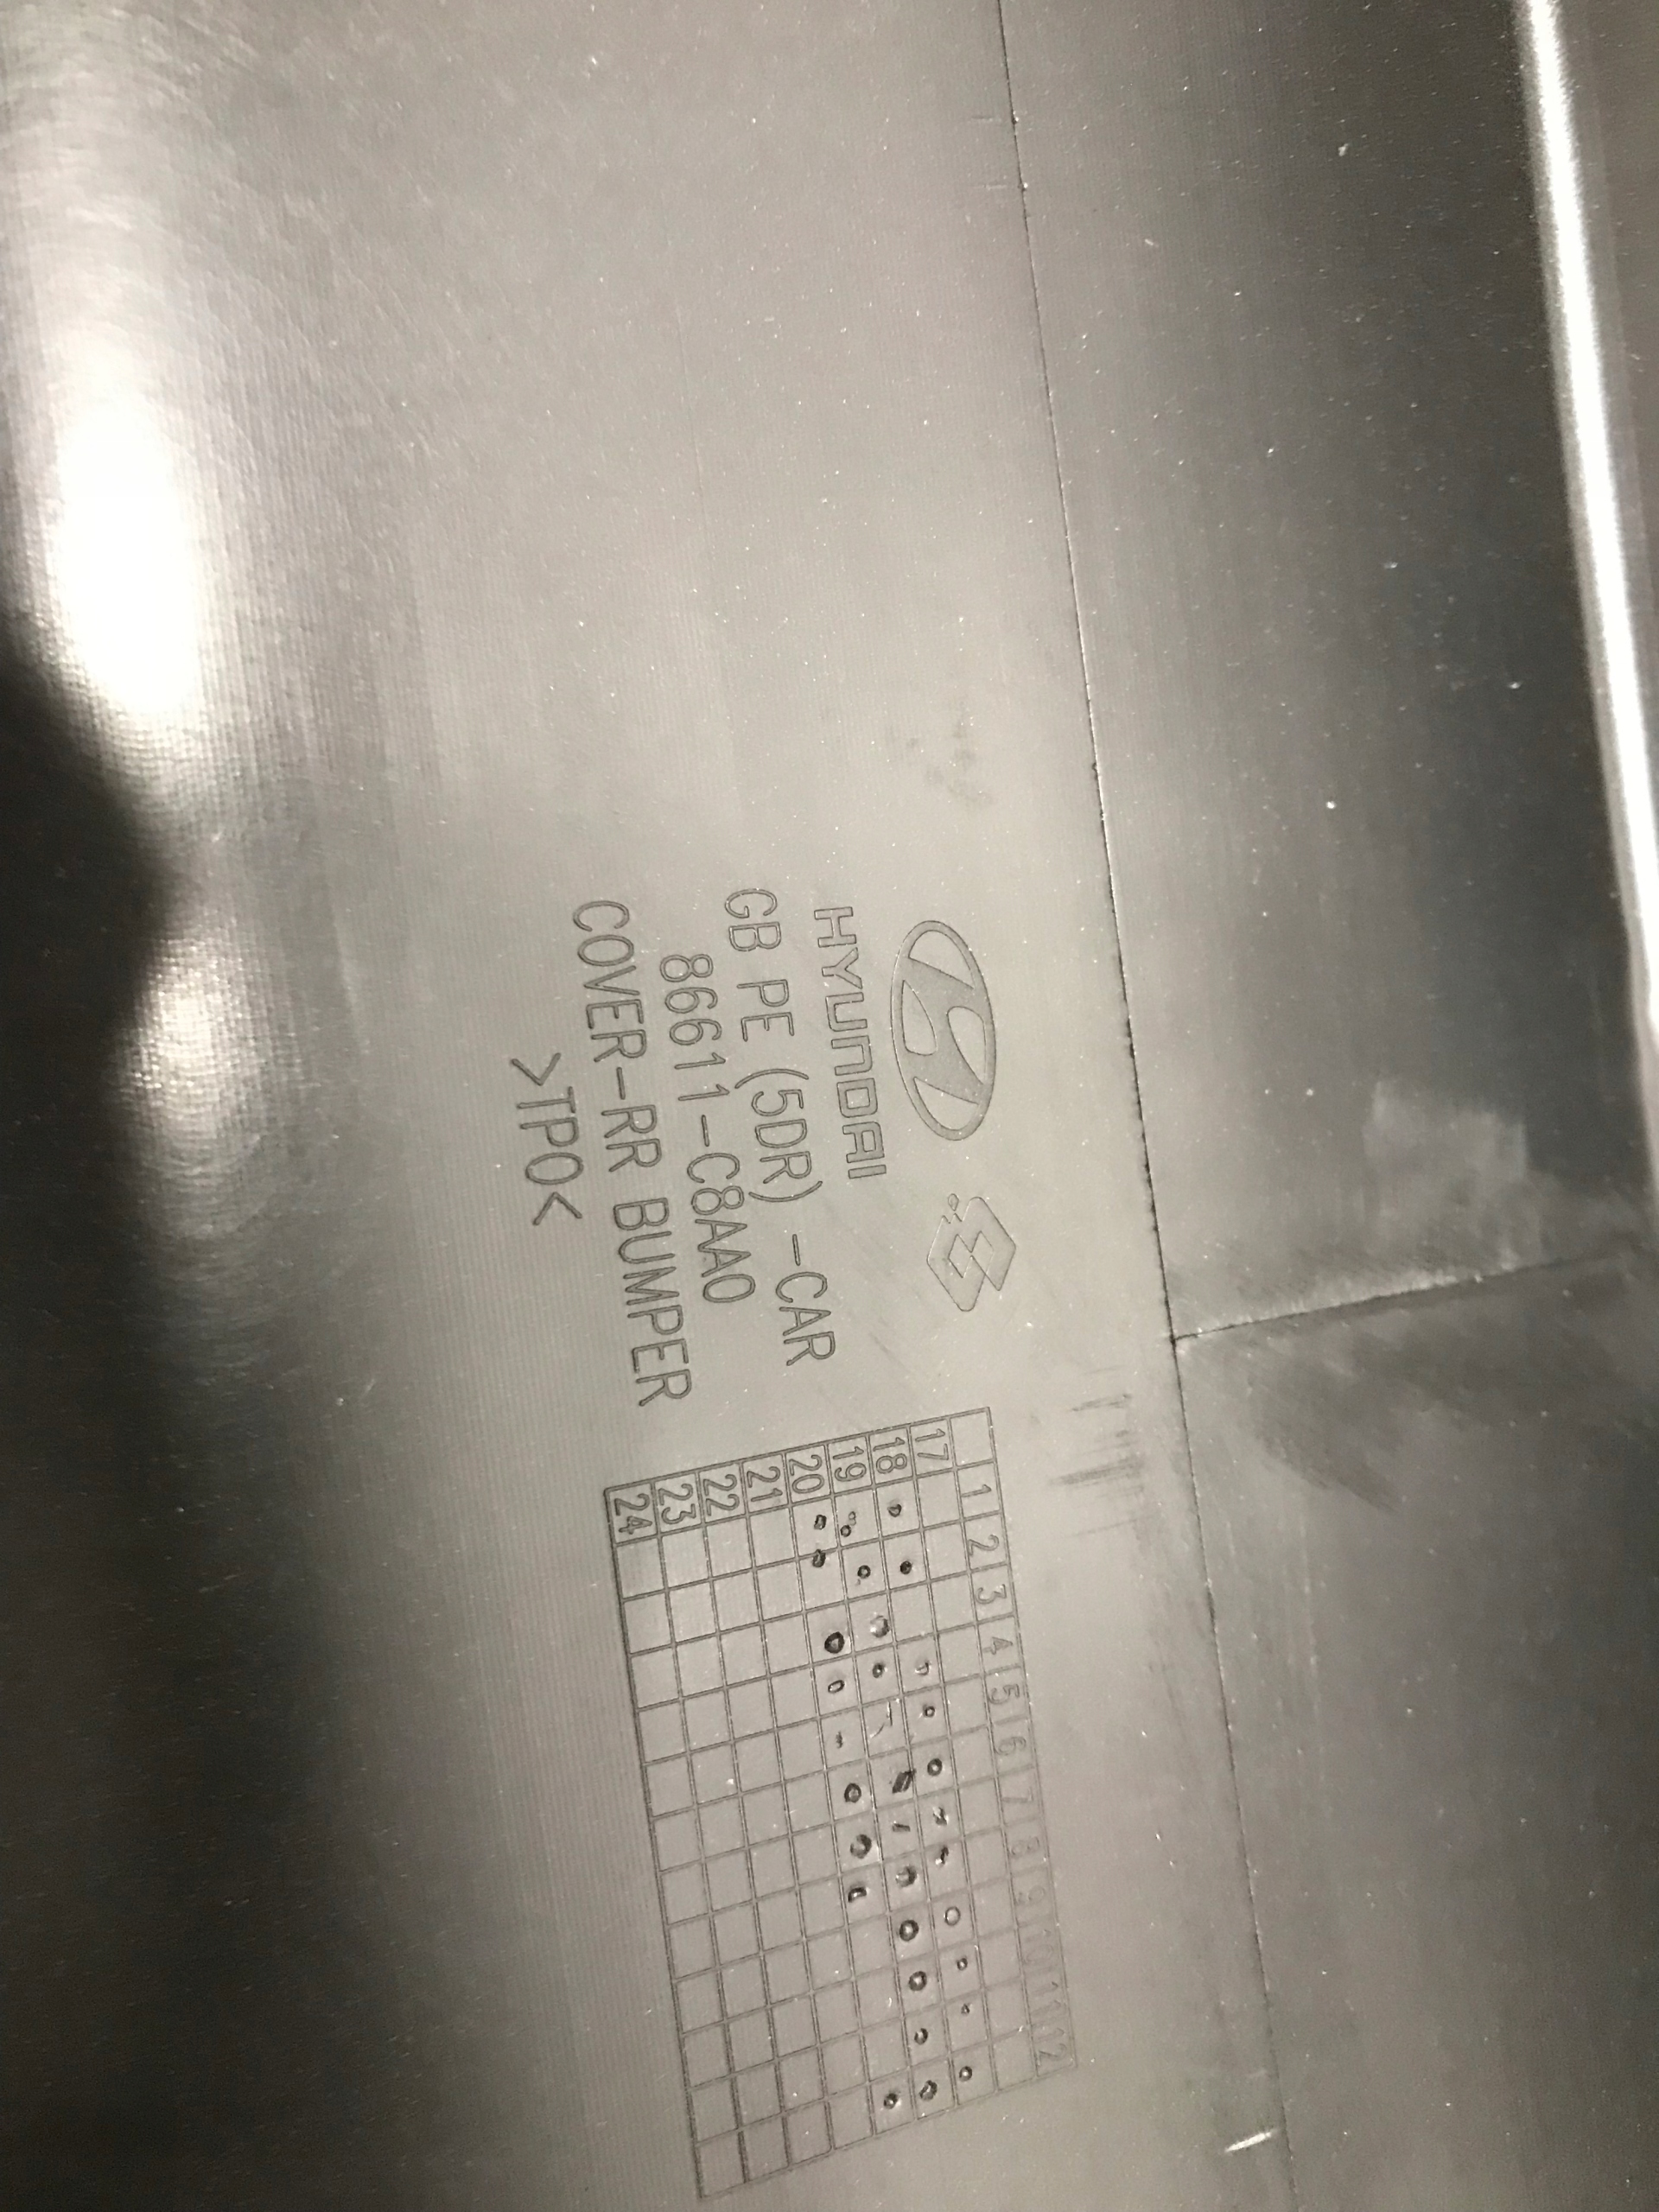 HYUNDAI
GB PE (5DR) -CAR
86611-C8AA0
COVER-RR BUMPER
>TPO<
1 2 3 4 5 6 7 8 9 10 11 12
17
18
19
20
21
22
23
24